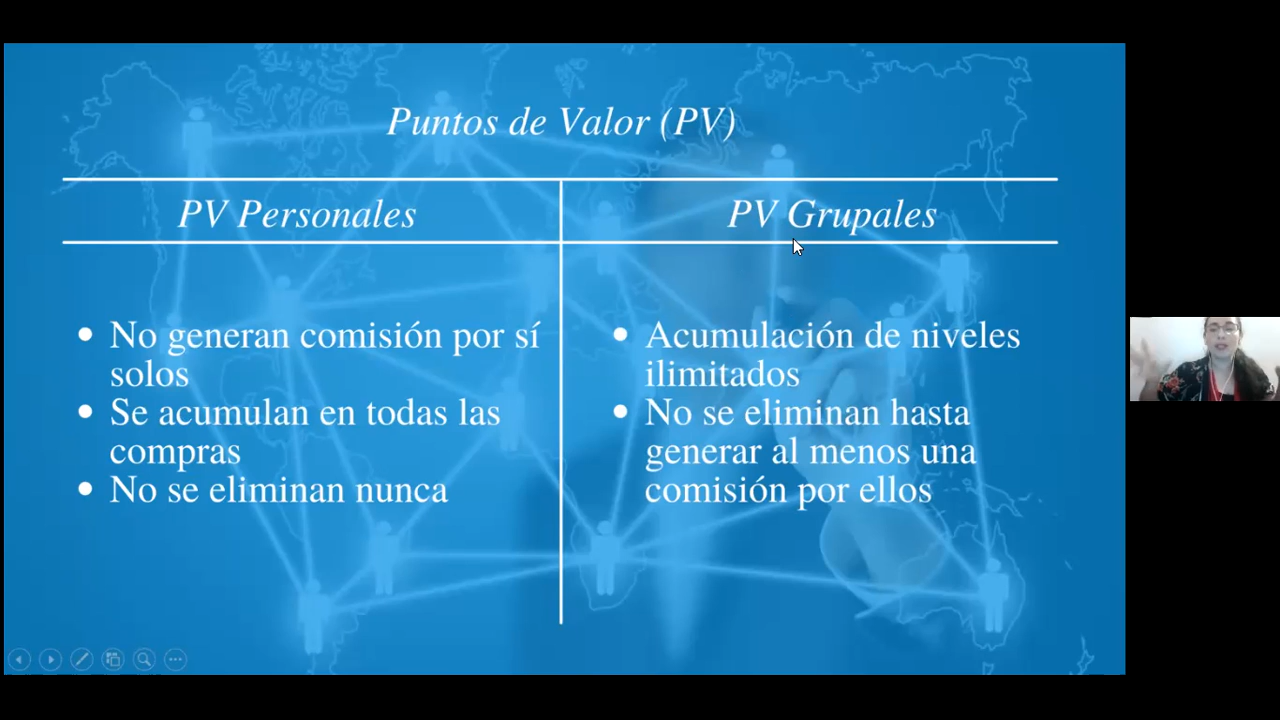 Puntos de Valor (PV)
PV Personales
PV Grupales
• No generan comisión por sí
solos
• Se acumulan en todas las
compras
• No se eliminan nunca
• Acumulación de niveles
ilimitados
• No se eliminan hasta
generar al menos una
comisión por ellos